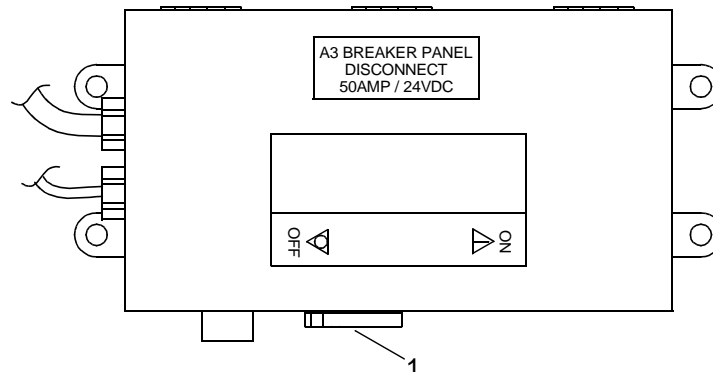 A3 BREAKER PANEL
DISCONNECT
50AMP / 24VDC
OFF
ON
1